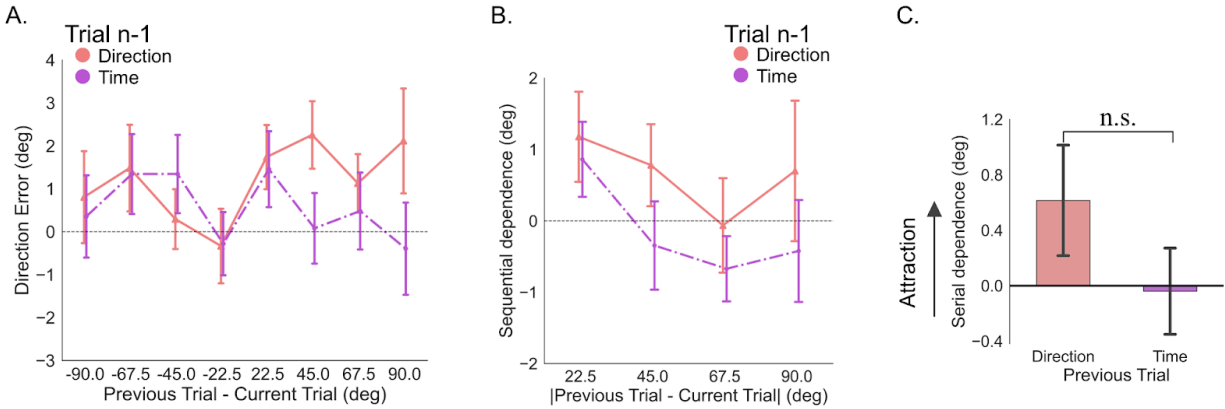 A.
Trial n-1
Direction
Time
Direction Error (deg)
4
3
2
1
0
−1
−2
−3
-90.0 -67.5 -45.0 -22.5 22.5 45.0 67.5 90.0
Previous Trial - Current Trial (deg)
B.
Trial n-1
Direction
Time
Sequential dependence (deg)
2
1
0
−1
−2
22.5 45.0 67.5 90.0
|Previous Trial - Current Trial| (deg)
C.
n.s.
Attraction
Serial dependence (deg)
1.2
0.8
0.4
0.0
−0.4
Direction Time
Previous Trial